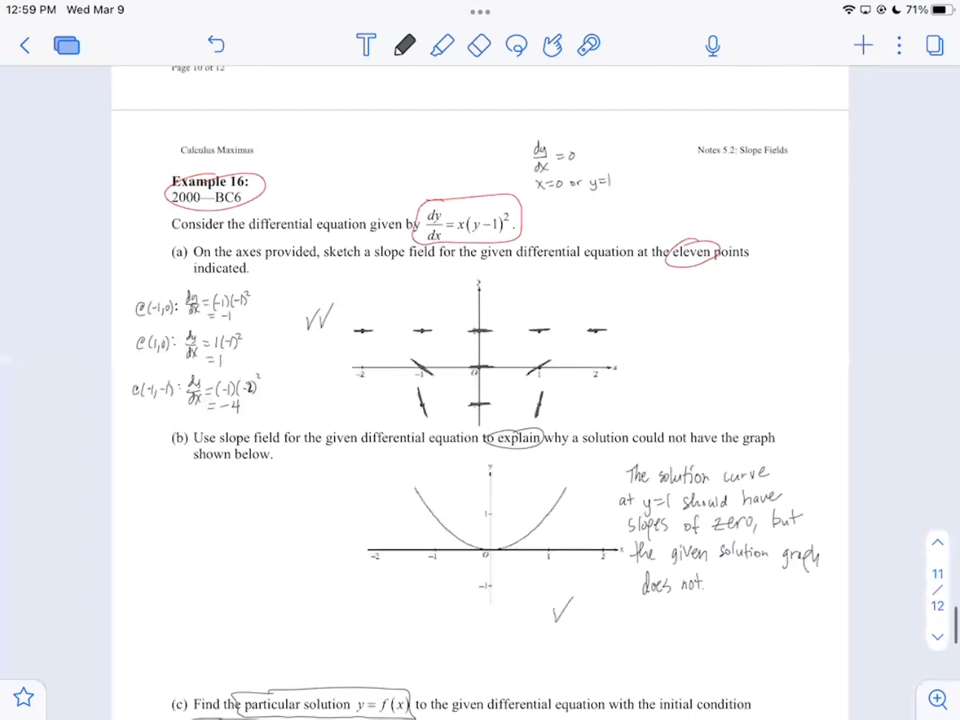 12:59 PM Wed Mar 9
71%
Page 10 of 12
Calculus Maximus
Notes 5.2: Slope Fields
dy/dx = 0
x=0 or y=1
Example 16:
2000—BC6
Consider the differential equation given by dy/dx = x(y−1)².
(a) On the axes provided, sketch a slope field for the given differential equation at the eleven points
indicated.
@(-1,0): dy/dx = (-1)(-1)²
= -1
@(1,0): dy/dx = 1(-1)²
= 1
@(-1,-1): dy/dx = (-1)(-2)²
= -4
-2 -1 0 1 2 x
(b) Use slope field for the given differential equation to explain why a solution could not have the graph
shown below.
y
1
-2 -1 0 1 2 x
-1
The solution curve
at y=1 should have
slopes of zero, but
the given solution graph
does not.
11
/
12
(c) Find the particular solution y = f(x) to the given differential equation with the initial condition